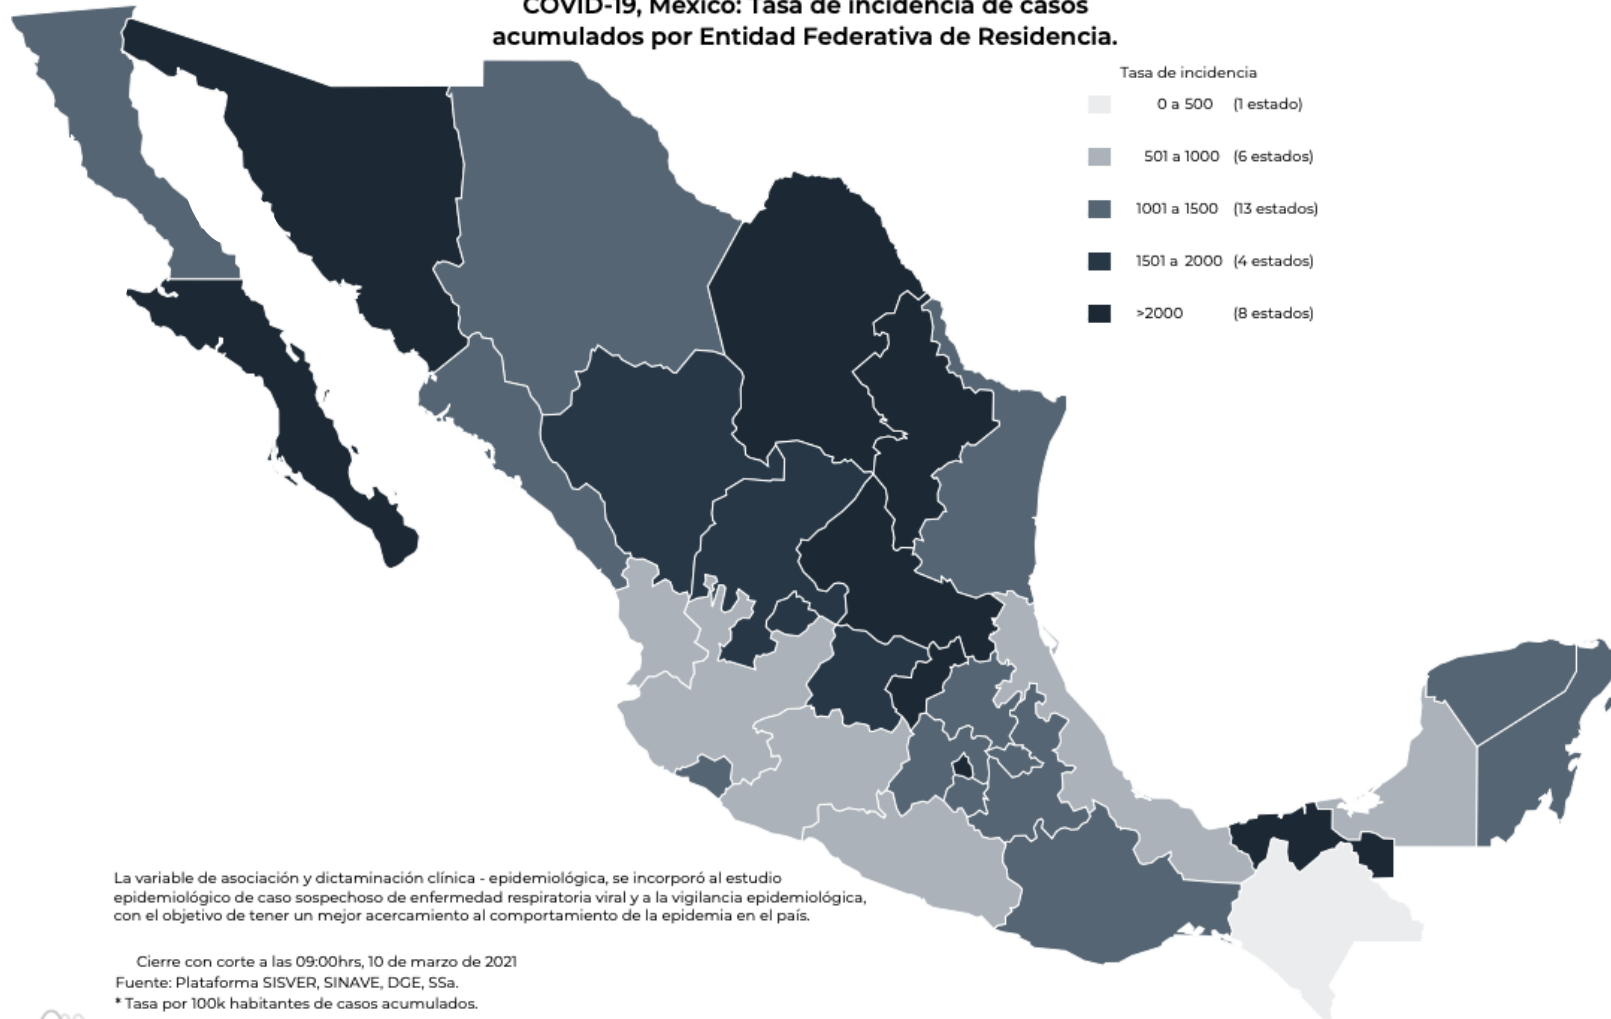 COVID-19, México: Tasa de incidencia de casos
acumulados por Entidad Federativa de Residencia.
Tasa de incidencia
0 a 500 (1 estado)
501 a 1000 (6 estados)
1001 a 1500 (13 estados)
1501 a 2000 (4 estados)
>2000 (8 estados)
La variable de asociación y dictaminación clínica - epidemiológica, se incorporó al estudio
epidemiológico de caso sospechoso de enfermedad respiratoria viral y a la vigilancia epidemiológica,
con el objetivo de tener un mejor acercamiento al comportamiento de la epidemia en el país.
Cierre con corte a las 09:00hrs, 10 de marzo de 2021
Fuente: Plataforma SISVER, SINAVE, DGE, SSa.
* Tasa por 100k habitantes de casos acumulados.